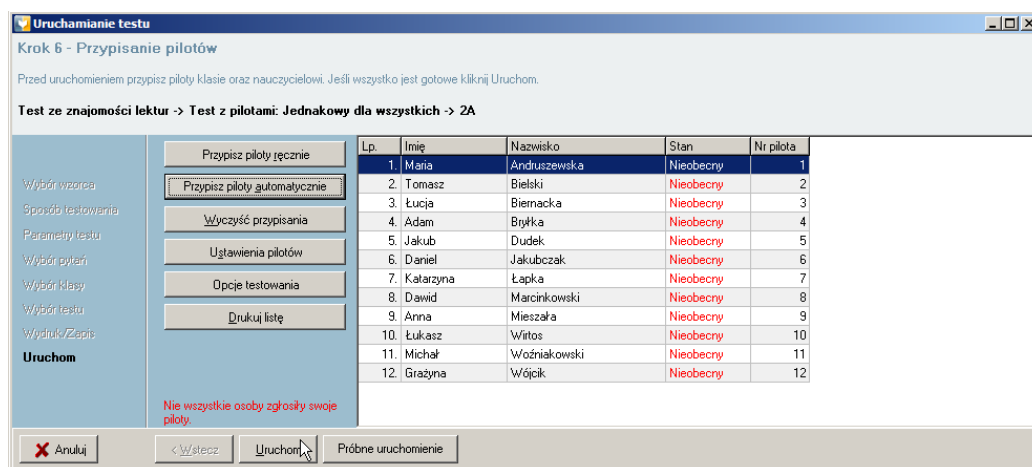 Uruchamianie testu
Krok 6 - Przypisanie pilotów
Przed uruchomieniem przypisz piloty klasie oraz nauczycielowi. Jeśli wszystko jest gotowe kliknij Uruchom.
Test ze znajomości lektur -> Test z pilotami: Jednakowy dla wszystkich -> 2A
Wybór wzorca
Sposób testowania
Parametry testu
Wybór pytań
Wybór klasy
Wybór testu
Wydruk/Zapis
Uruchom
Przypisz piloty ręcznie
Przypisz piloty automatycznie
Wyczyść przypisania
Ustawienia pilotów
Opcje testowania
Drukuj listę
Nie wszystkie osoby zgłosiły swoje
piloty.
Lp. Imię Nazwisko Stan Nr pilota
1. Maria Andruszewska Nieobecny 1
2. Tomasz Bielski Nieobecny 2
3. Łucja Biernacka Nieobecny 3
4. Adam Bryłka Nieobecny 4
5. Jakub Dudek Nieobecny 5
6. Daniel Jakubczak Nieobecny 6
7. Katarzyna Łapka Nieobecny 7
8. Dawid Marcinkowski Nieobecny 8
9. Anna Mieszała Nieobecny 9
10. Łukasz Wirtos Nieobecny 10
11. Michał Woźniakowski Nieobecny 11
12. Grażyna Wójcik Nieobecny 12
Anuluj < Wstecz Uruchom Próbne uruchomienie